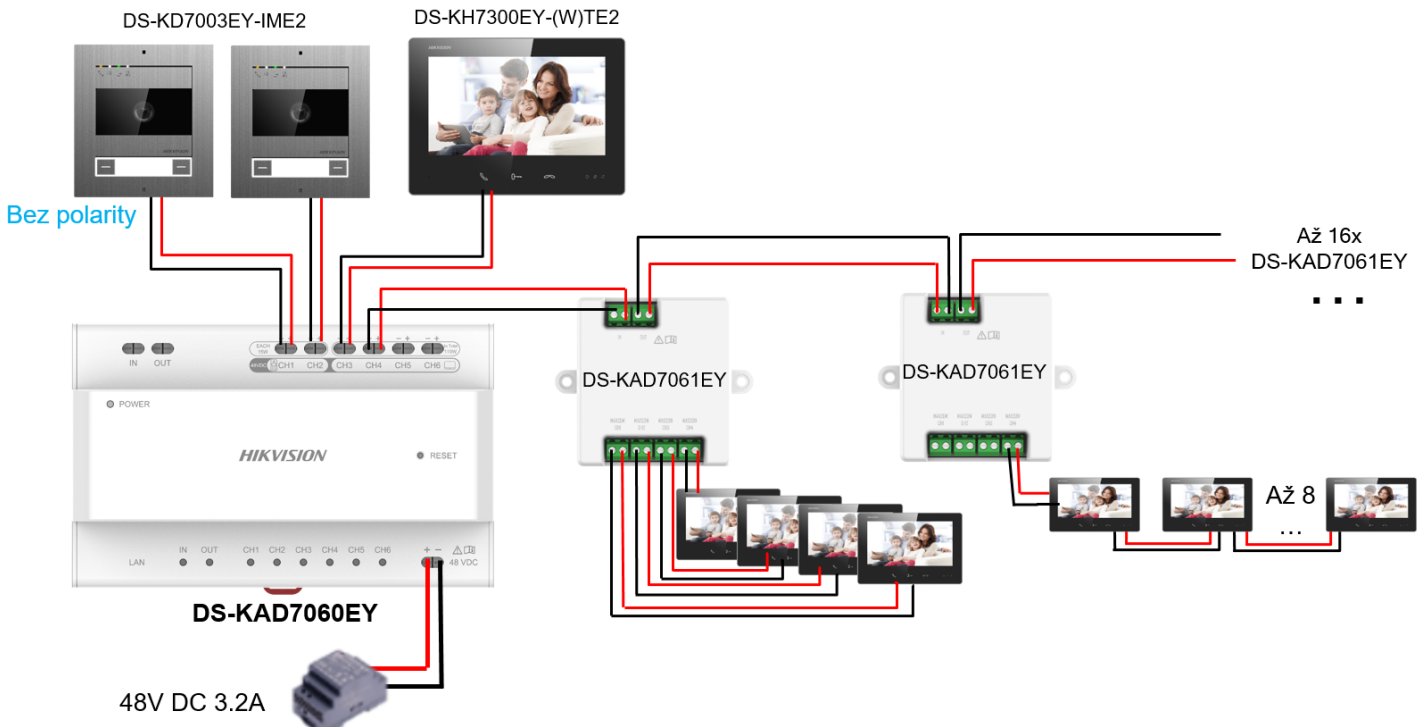 DS-KD7003EY-IME2
DS-KH7300EY-(W)TE2
Bez polarity
Až 16x
DS-KAD7061EY
...
IN OUT
EACH
CH1 CH2 CH3 CH4 CH5 CH6
POWER
HIKVISION
RESET
LAN
IN OUT CH1 CH2 CH3 CH4 CH5 CH6
+ −
48 VDC
DS-KAD7060EY
48V DC 3.2A
DS-KAD7061EY
DS-KAD7061EY
Až 8
...